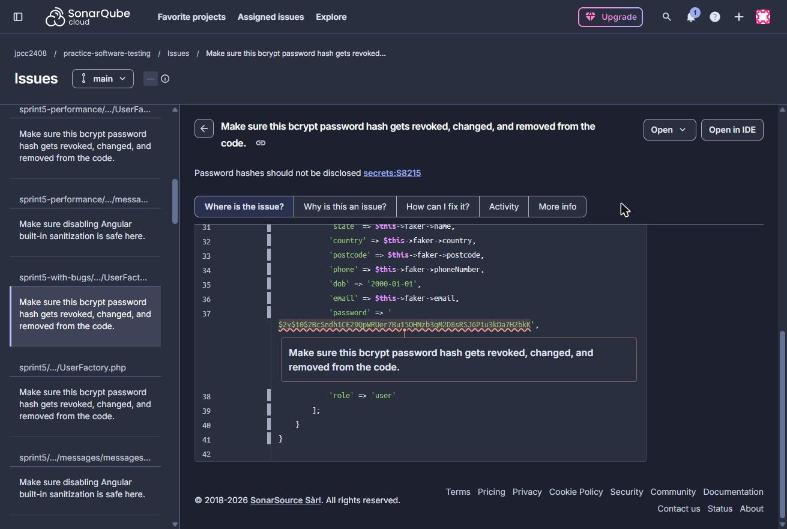 SonarQube cloud
Favorite projects Assigned issues Explore
Upgrade
1
jpcc2408 / practice-software-testing / Issues / Make sure this bcrypt password hash gets revoked...
Issues
main
sprint5-performance/.../UserFa...
Make sure this bcrypt password
hash gets revoked, changed, and
removed from the code.
sprint5-performance/.../messa...
Make sure disabling Angular
built-in sanitization is safe here.
sprint5-with-bugs/.../UserFact...
Make sure this bcrypt password
hash gets revoked, changed, and
removed from the code.
sprint5/.../UserFactory.php
Make sure this bcrypt password
hash gets revoked, changed, and
removed from the code.
sprint5/.../messages/messages...
Make sure disabling Angular
built-in sanitization is safe here.
Make sure this bcrypt password hash gets revoked, changed, and removed from the
code.
Open
Open in IDE
Password hashes should not be disclosed secrets:S8215
Where is the issue? Why is this an issue? How can I fix it? Activity More info
31 'state' => $this->faker->name,
32 'country' => $this->faker->country,
33 'postcode' => $this->faker->postcode,
34 'phone' => $this->faker->phoneNumber,
35 'dob' => '2000-01-01',
36 'email' => $this->faker->email,
37 'password' => '
',
Make sure this bcrypt password hash gets revoked, changed, and
removed from the code.
38 'role' => 'user'
39 ];
40 }
41 }
42
© 2018-2026 SonarSource Sàrl. All rights reserved.
Terms Pricing Privacy Cookie Policy Security Community Documentation
Contact us Status About